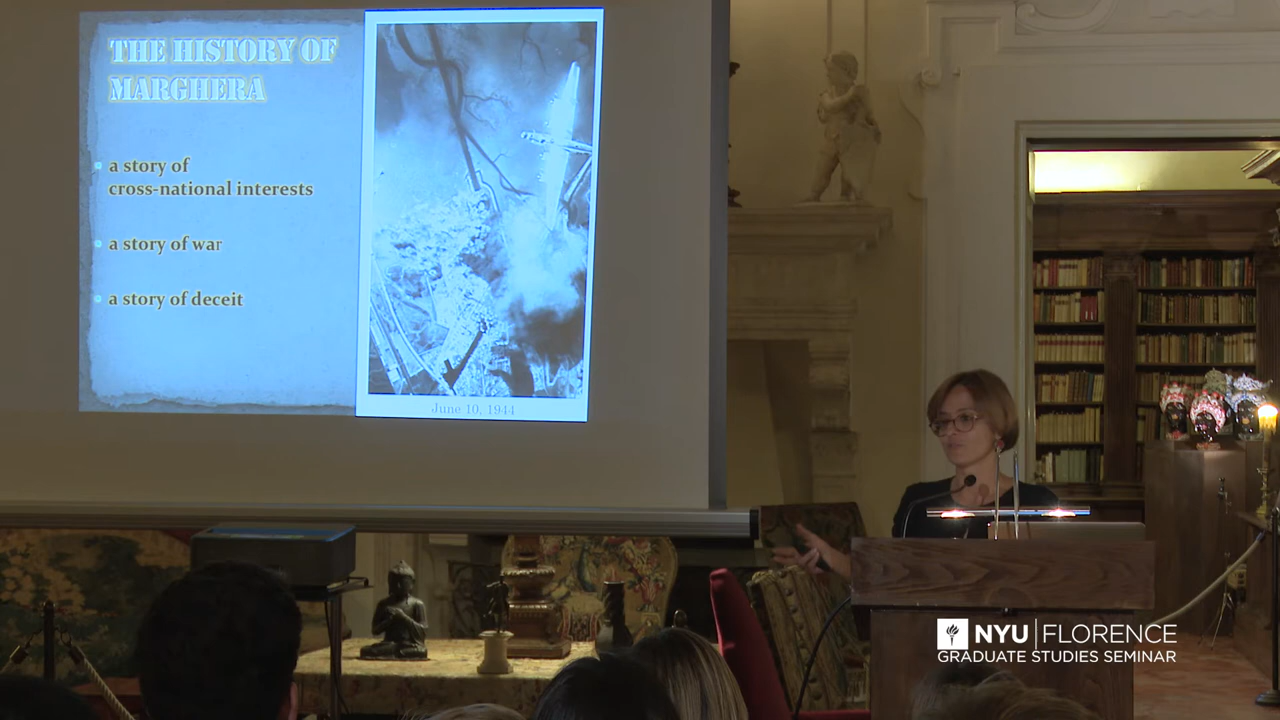 THE HISTORY OF
MARGHERA
a story of
cross-national interests
a story of war
a story of deceit
June 10, 1944
NYU FLORENCE
GRADUATE STUDIES SEMINAR